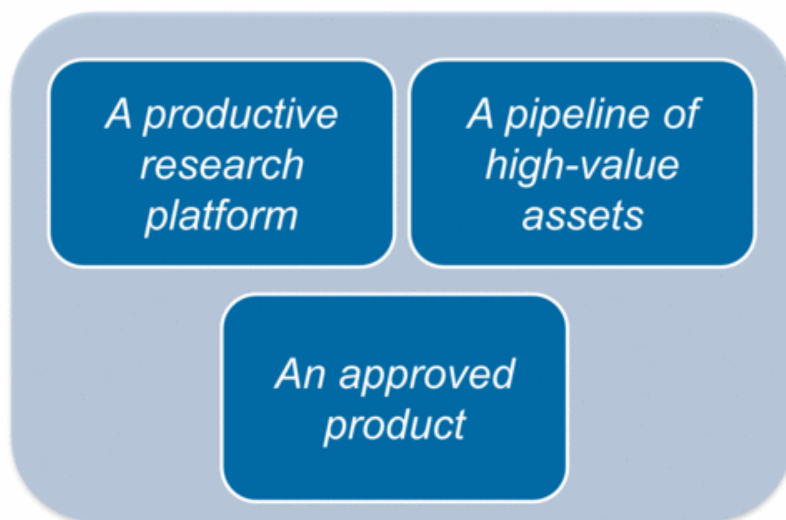 A productive
research
platform
A pipeline of
high-value
assets
An approved
product